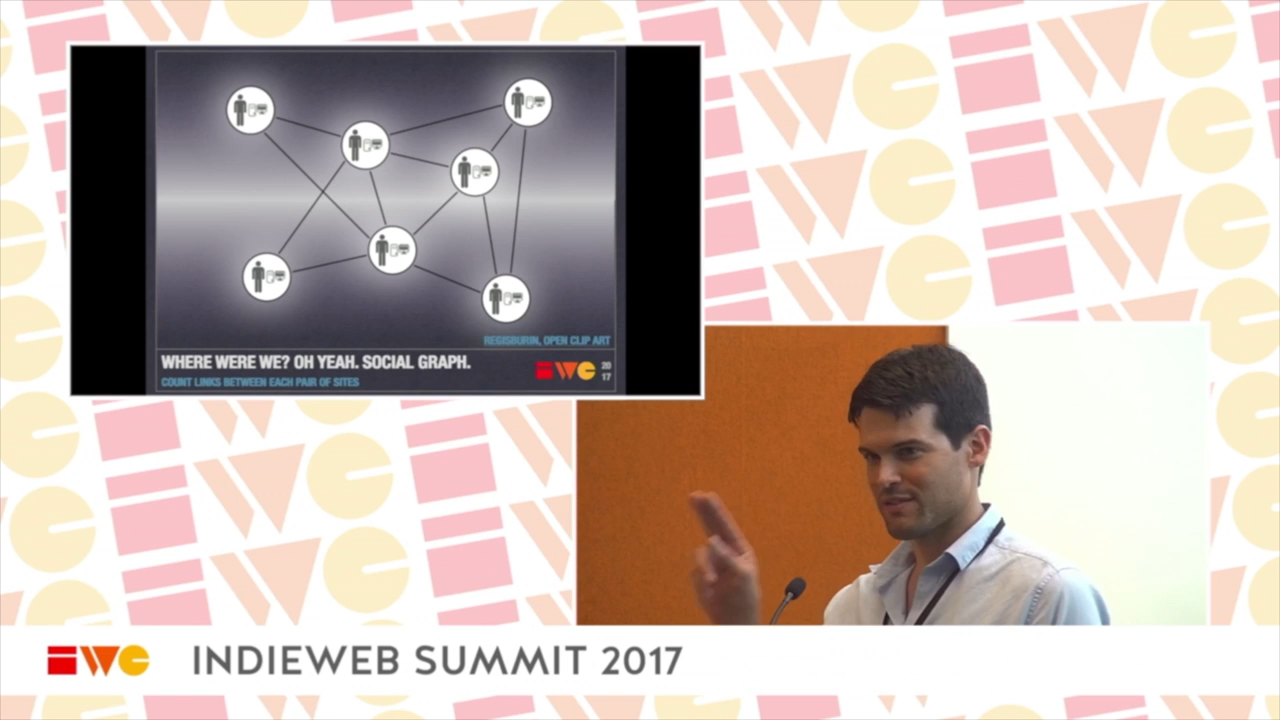 REGISBURIN, OPEN CLIP ART
WHERE WERE WE? OH YEAH. SOCIAL GRAPH.
COUNT LINKS BETWEEN EACH PAIR OF SITES
20
17
INDIEWEB SUMMIT 2017